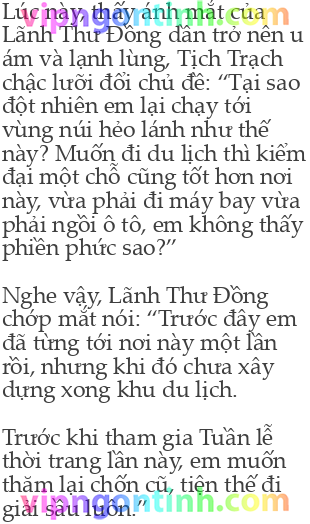 Lúc này, thấy ánh mắt của
Lãnh Thư Đồng dần trở nên u
ám và lạnh lùng, Tịch Trạch
chậc lưỡi đổi chủ đề: “Tại sao
đột nhiên em lại chạy tới
vùng núi hẻo lánh như thế
này? Muốn đi du lịch thì kiểm
đại một chỗ cũng tốt hơn nơi
này, vừa phải đi máy bay vừa
phải ngồi ô tô, em không thấy
phiền phức sao?”
Nghe vậy, Lãnh Thư Đồng
chớp mắt nói: “Trước đây em
đã từng tới nơi này một lần
rồi, nhưng khi đó chưa xây
dựng xong khu du lịch.
Trước khi tham gia Tuần lễ
thời trang lần này, em muốn
thăm lại chốn cũ, tiện thể đi
giải sầu luôn.”
vipngontinh.com
vipngontinh.com